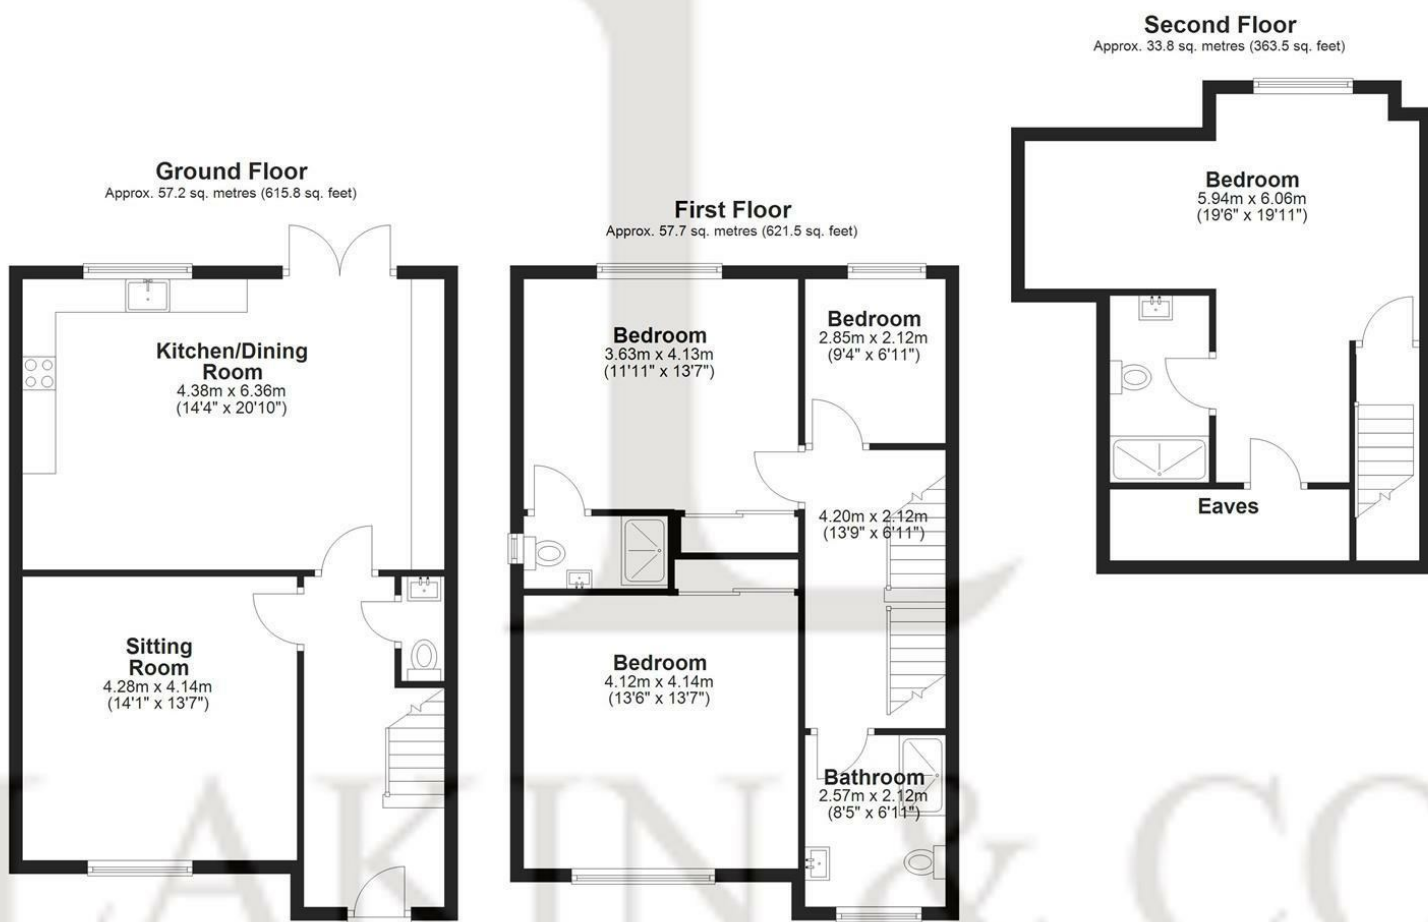 Ground Floor
Approx. 57.2 sq. metres (615.8 sq. feet)
Kitchen/Dining
Room
4.38m x 6.36m
(14'4" x 20'10")
Sitting
Room
4.28m x 4.14m
(14'1" x 13'7")
First Floor
Approx. 57.7 sq. metres (621.5 sq. feet)
Bedroom
3.63m x 4.13m
(11'11" x 13'7")
Bedroom
2.85m x 2.12m
(9'4" x 6'11")
4.20m x 2.12m
(13'9" x 6'11")
Bedroom
4.12m x 4.14m
(13'6" x 13'7")
Bathroom
2.57m x 2.12m
(8'5" x 6'11")
Second Floor
Approx. 33.8 sq. metres (363.5 sq. feet)
Bedroom
5.94m x 6.06m
(19'6" x 19'11")
Eaves
LAKIN & CO